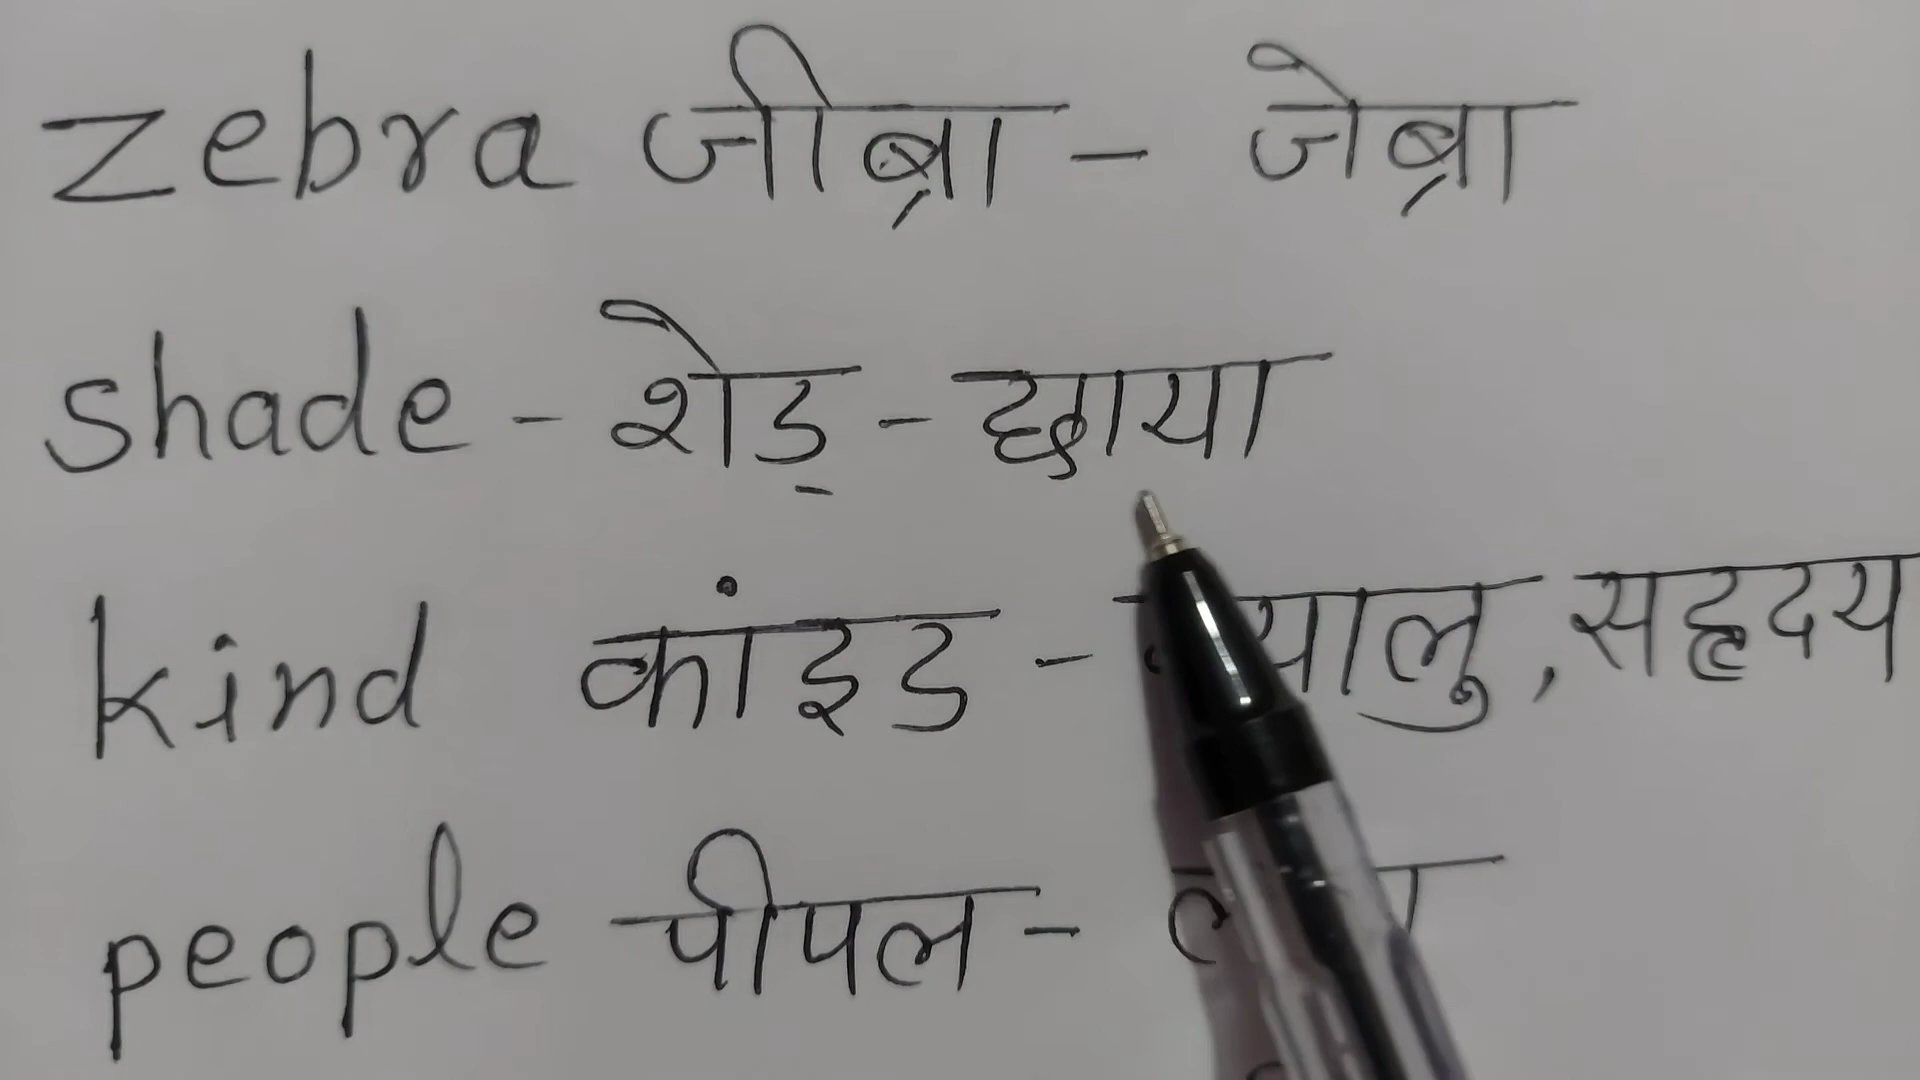 zebra जीब्रा - जेब्रा
shade - शेड् - छाया
kind कांइड - सहृदय
people पीपल -